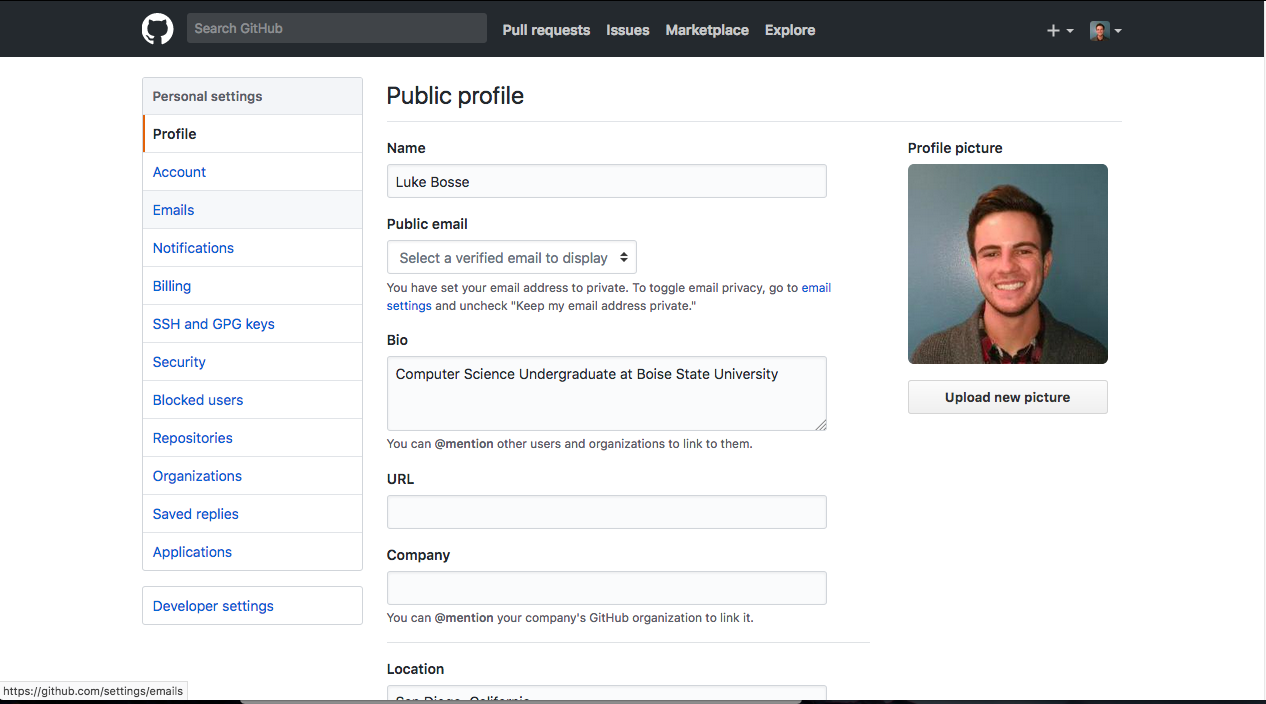 Search GitHub
Pull requests Issues Marketplace Explore
Personal settings
Profile
Account
Emails
Notifications
Billing
SSH and GPG keys
Security
Blocked users
Repositories
Organizations
Saved replies
Applications
Developer settings
Public profile
Name
Luke Bosse
Public email
Select a verified email to display
You have set your email address to private. To toggle email privacy, go to email
settings and uncheck "Keep my email address private."
Bio
Computer Science Undergraduate at Boise State University
You can @mention other users and organizations to link to them.
URL
Company
You can @mention your company's GitHub organization to link it.
Location
San Diego, California
Profile picture
Upload new picture
https://github.com/settings/emails